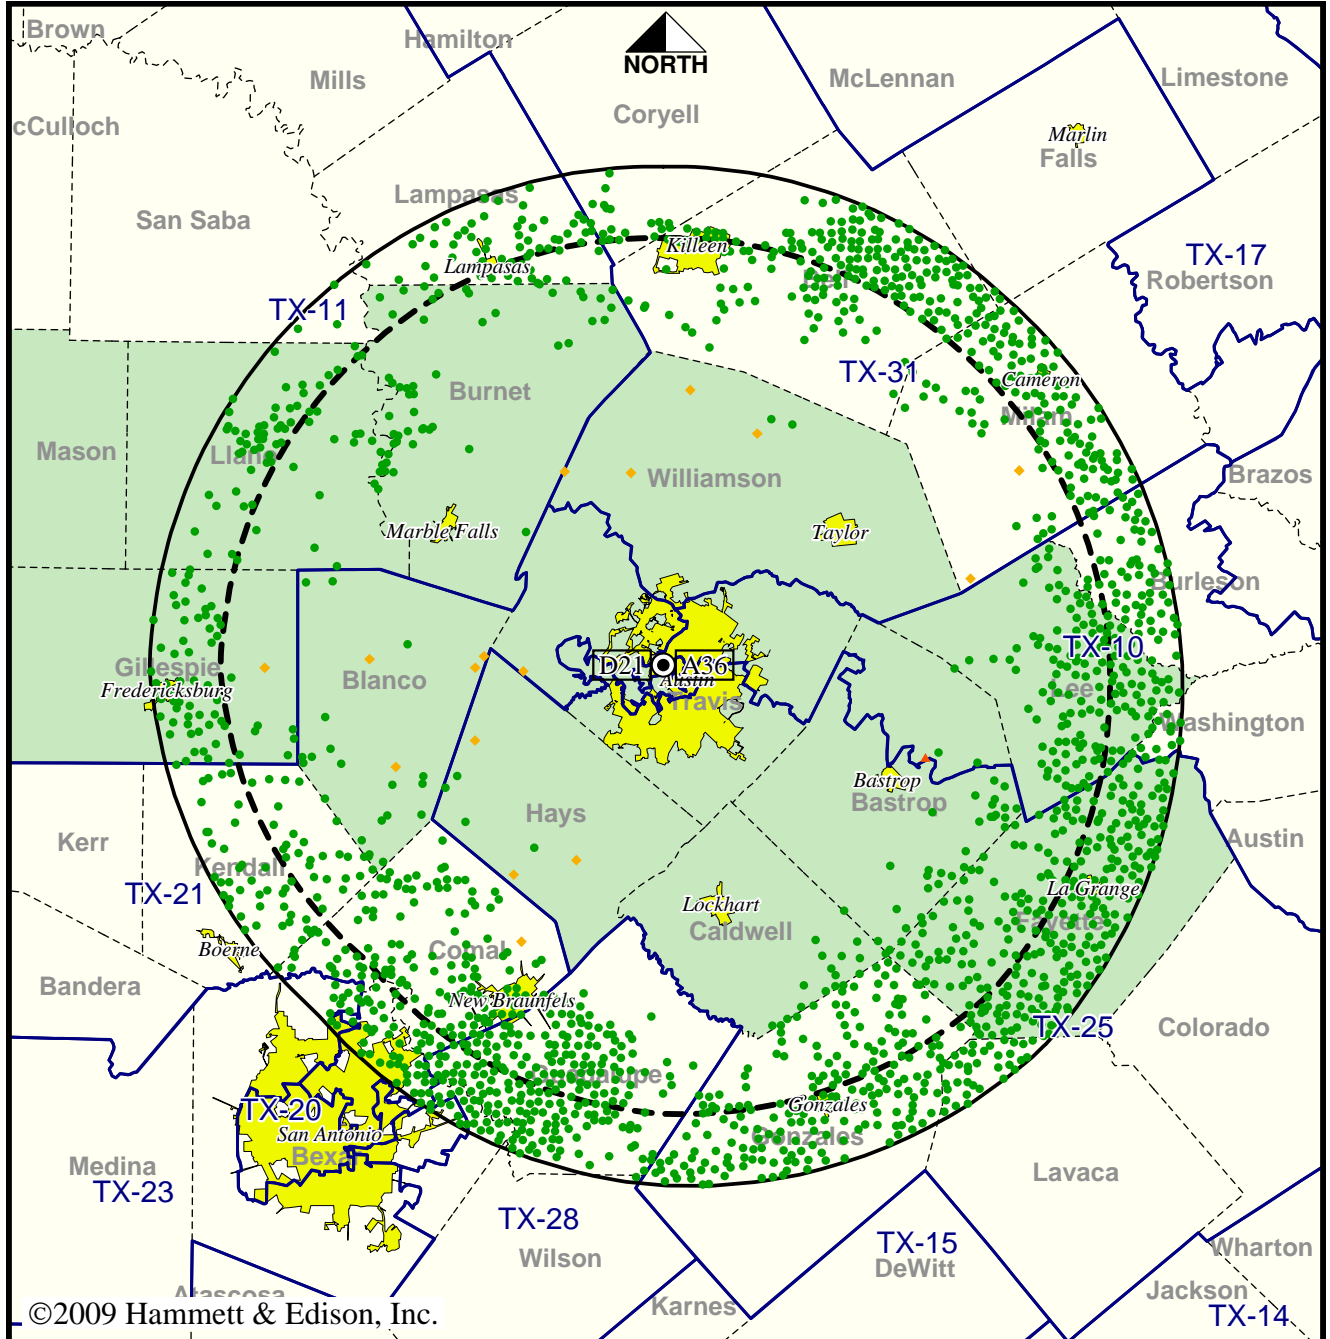 Brown
Hamilton
NORTH
Mills
McLennan
Limestone
Coryell
cCulloch
Marlin
Falls
Lampasas
San Saba
Killeen
TX-17
Lampasas
Bell
Robertson
TX-11
TX-31
Cameron
Burnet
Milam
Mason
Llano
Williamson
Brazos
Marble Falls
Taylor
Burleson
TX-10
Gillespie
D21
A36
Fredericksburg
Blanco
Austin
Lee
Travis
Washington
Bastrop
Bastrop
Hays
Kerr
Austin
Kendall
TX-21
La Grange
Lockhart
Fayette
Caldwell
Boerne
Comal
Bandera
New Braunfels
TX-25
Colorado
Guadalupe
TX-20
Gonzales
San Antonio
Gonzales
Bexar
Medina
Lavaca
TX-23
TX-28
TX-15
Wharton
Wilson
DeWitt
Atascosa
Jackson
Karnes
©2009 Hammett & Edison, Inc.
TX-14